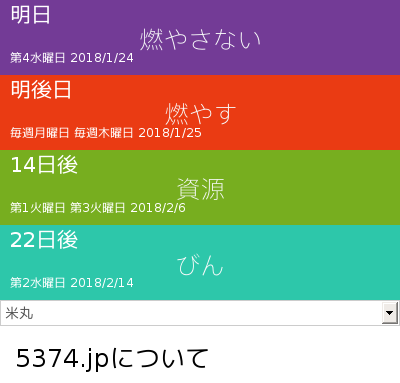 明日
燃やさない
第4水曜日 2018/1/24
明後日
燃やす
毎週月曜日 毎週木曜日 2018/1/25
14日後
資源
第1火曜日 第3火曜日 2018/2/6
22日後
びん
第2水曜日 2018/2/14
米丸
5374.jpについて